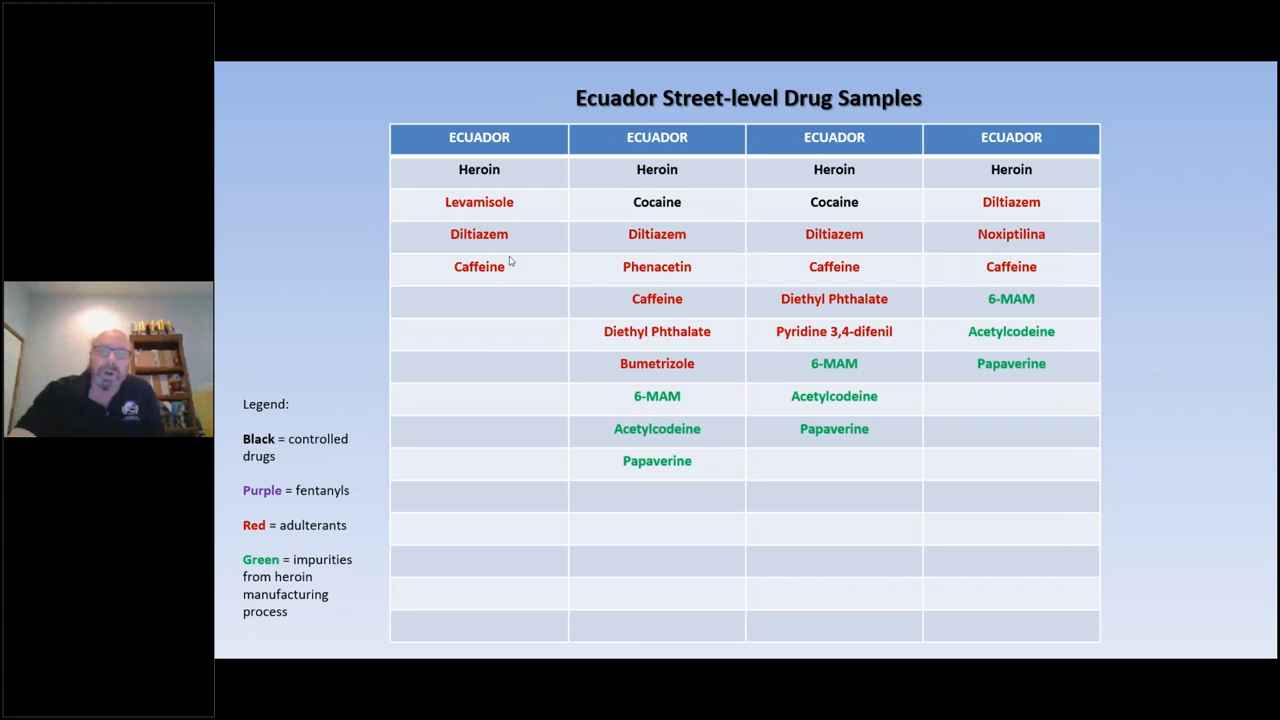 Ecuador Street-level Drug Samples
ECUADOR ECUADOR ECUADOR ECUADOR
Heroin Heroin Heroin Heroin
Levamisole Cocaine Cocaine Diltiazem
Diltiazem Diltiazem Diltiazem Noxiptilina
Caffeine Phenacetin Caffeine Caffeine
Caffeine Diethyl Phthalate 6-MAM
Diethyl Phthalate Pyridine 3,4-difenil Acetylcodeine
Bumetrizole 6-MAM Papaverine
6-MAM Acetylcodeine
Acetylcodeine Papaverine
Papaverine
Legend:
Black = controlled
drugs
Purple = fentanyls
Red = adulterants
Green = impurities
from heroin
manufacturing
process